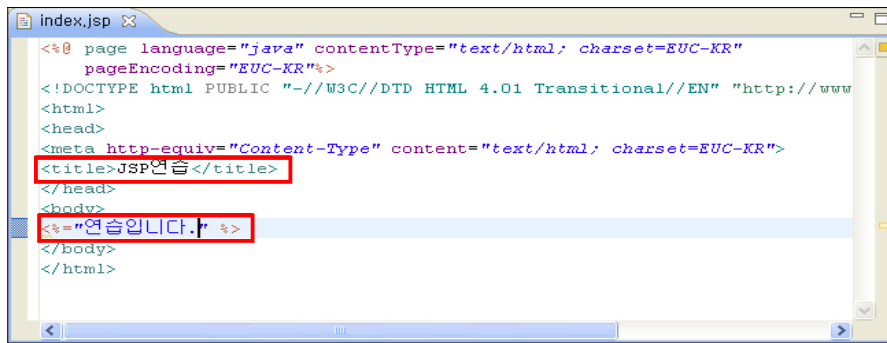 index.jsp
<%@ page language="java" contentType="text/html; charset=EUC-KR"
    pageEncoding="EUC-KR"%>
<!DOCTYPE html PUBLIC "-//W3C//DTD HTML 4.01 Transitional//EN" "http://www
<html>
<head>
<meta http-equiv="Content-Type" content="text/html; charset=EUC-KR">
<title>JSP연습</title>
</head>
<body>
<%="연습입니다." %>
</body>
</html>